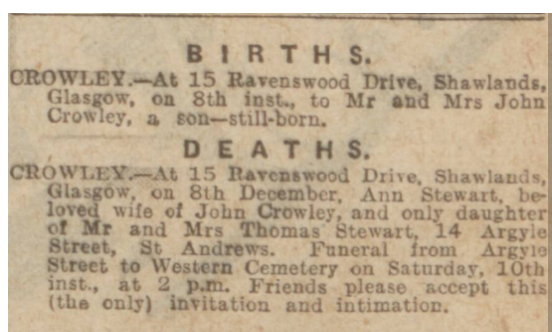 BIRTHS.
CROWLEY.—At 15 Ravenswood Drive, Shawlands,
Glasgow, on 8th inst., to Mr and Mrs John
Crowley, a son—still-born.
DEATHS.
CROWLEY.—At 15 Ravenswood Drive, Shawlands,
Glasgow, on 8th December, Ann Stewart, be-
loved wife of John Crowley, and only daughter
of Mr and Mrs Thomas Stewart, 14 Argyle
Street, St Andrews. Funeral from Argyle
Street to Western Cemetery on Saturday, 10th
inst., at 2 p.m. Friends please accept this
(the only) invitation and intimation.